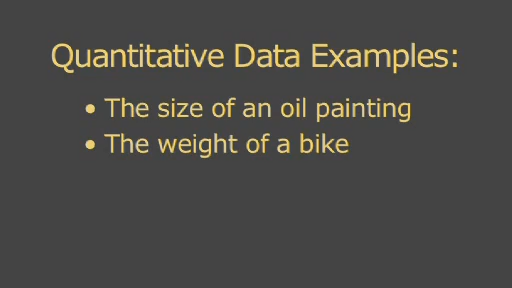 Quantitative Data Examples:
• The size of an oil painting
• The weight of a bike